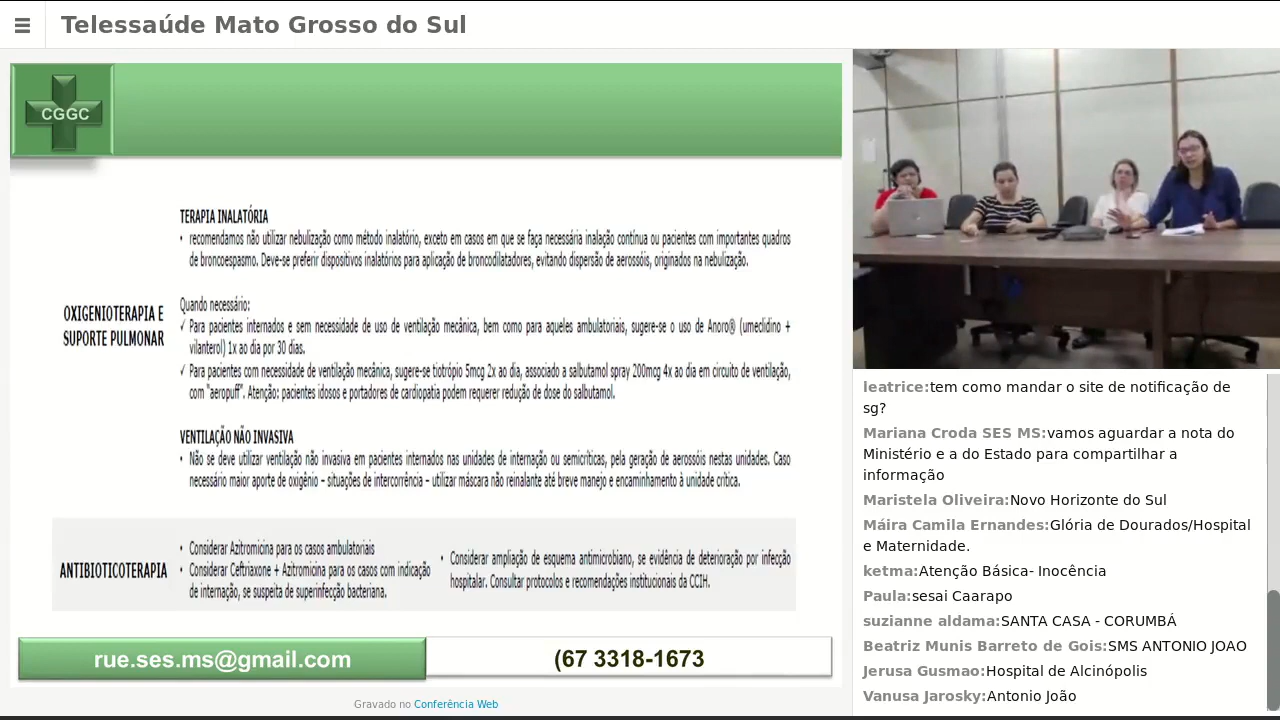 Telessaúde Mato Grosso do Sul
CGGC
TERAPIA INALATÓRIA
• recomendamos não utilizar nebulização como método inalatório, exceto em casos em que se faça necessária inalação contínua ou pacientes com importantes quadros
de broncoespasmo. Deve-se preferir dispositivos inalatórios para aplicação de broncodilatadores, evitando dispersão de aerossóis, originados na nebulização.
OXIGENIOTERAPIA E
SUPORTE PULMONAR
Quando necessário:
✓ Para pacientes internados e sem necessidade de uso de ventilação mecânica, bem como para aqueles ambulatoriais, sugere-se o uso de Anoro® (umeclidino +
vilanterol) 1x ao dia por 30 dias.
✓ Para pacientes com necessidade de ventilação mecânica, sugere-se tiotrópio 5mcg 2x ao dia, associado a salbutamol spray 200mcg 4x ao dia em circuito de ventilação,
com "aeropuff". Atenção: pacientes idosos e portadores de cardiopatia podem requerer redução de dose do salbutamol.
VENTILAÇÃO NÃO INVASIVA
• Não se deve utilizar ventilação não invasiva em pacientes internados nas unidades de internação ou semicríticas, pela geração de aerossóis nestas unidades. Caso
necessário maior aporte de oxigênio – situações de intercorrência – utilizar máscara não reinalante até breve manejo e encaminhamento à unidade crítica.
ANTIBIOTICOTERAPIA
• Considerar Azitromicina para os casos ambulatoriais
• Considerar Ceftriaxone + Azitromicina para os casos com indicação
de internação, se suspeita de superinfecção bacteriana.
• Considerar ampliação de esquema antimicrobiano, se evidência de deterioração por infecção
hospitalar. Consultar protocolos e recomendações institucionais da CCIH.
rue.ses.ms@gmail.com
(67 3318-1673
Gravado no Conferência Web
leatrice:tem como mandar o site de notificação de
sg?
Mariana Croda SES MS:vamos aguardar a nota do
Ministério e a do Estado para compartilhar a
informação
Maristela Oliveira:Novo Horizonte do Sul
Máira Camila Ernandes:Glória de Dourados/Hospital
e Maternidade.
ketma:Atenção Básica- Inocência
Paula:sesai Caarapo
suzianne aldama:SANTA CASA - CORUMBÁ
Beatriz Munis Barreto de Gois:SMS ANTONIO JOAO
Jerusa Gusmao:Hospital de Alcinópolis
Vanusa Jarosky:Antonio João